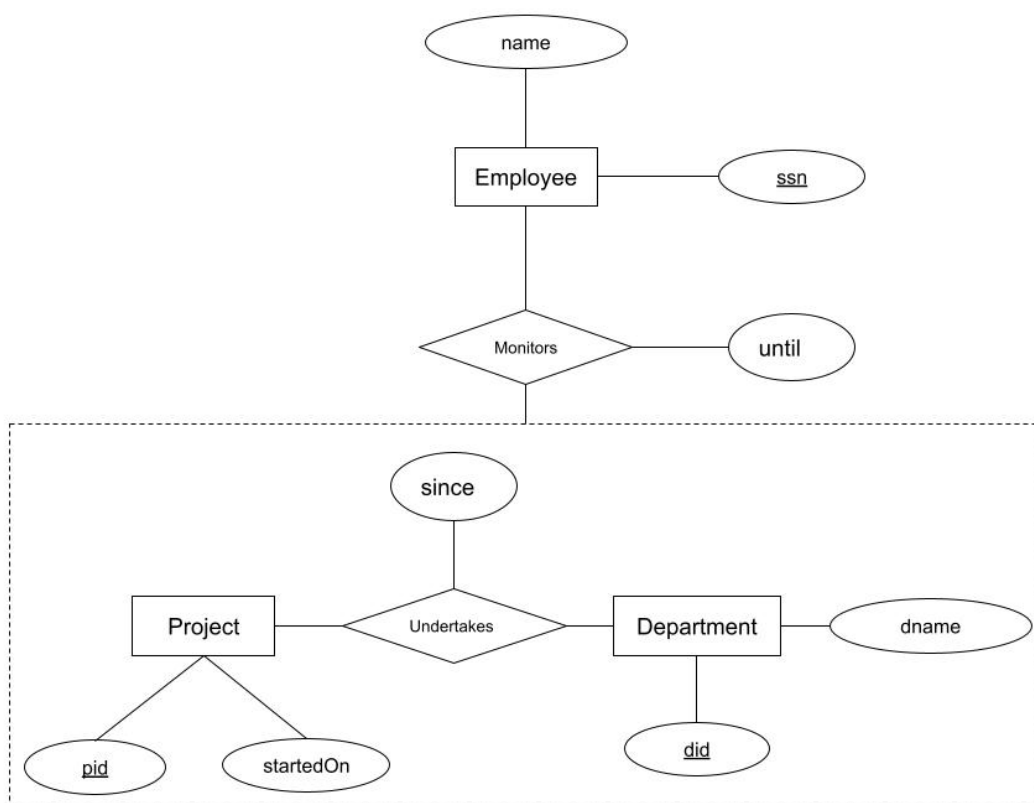 name
Employee
ssn
Monitors
until
since
Project
Undertakes
Department
dname
pid
startedOn
did